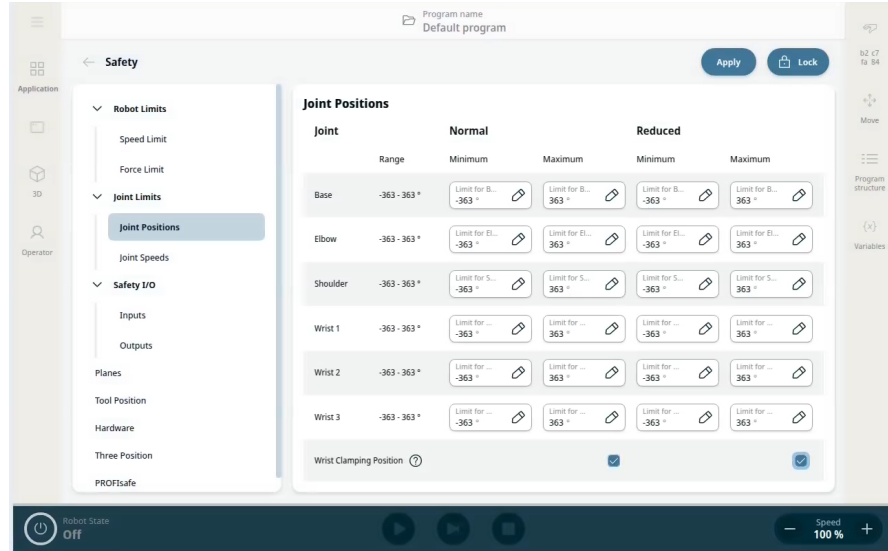 Program name
Default program
Safety
Apply
Lock
b2 c7
fa 84
Application
Move
3D
Program
structure
Operator
{x}
Variables
Robot Limits
Speed Limit
Force Limit
Joint Limits
Joint Positions
Joint Speeds
Safety I/O
Inputs
Outputs
Planes
Tool Position
Hardware
Three Position
PROFIsafe
Joint Positions
Joint Normal Reduced
Range Minimum Maximum Minimum Maximum
Limit for B... Limit for B... Limit for B... Limit for B...
Base -363 - 363 ° -363 ° 363 ° -363 ° 363 °
Limit for El... Limit for El... Limit for El... Limit for El...
Elbow -363 - 363 ° -363 ° 363 ° -363 ° 363 °
Limit for S... Limit for S... Limit for S... Limit for S...
Shoulder -363 - 363 ° -363 ° 363 ° -363 ° 363 °
Limit for ... Limit for ... Limit for ... Limit for ...
Wrist 1 -363 - 363 ° -363 ° 363 ° -363 ° 363 °
Limit for ... Limit for ... Limit for ... Limit for ...
Wrist 2 -363 - 363 ° -363 ° 363 ° -363 ° 363 °
Limit for ... Limit for ... Limit for ... Limit for ...
Wrist 3 -363 - 363 ° -363 ° 363 ° -363 ° 363 °
Wrist Clamping Position ?
Robot State
Off
Speed
100 %